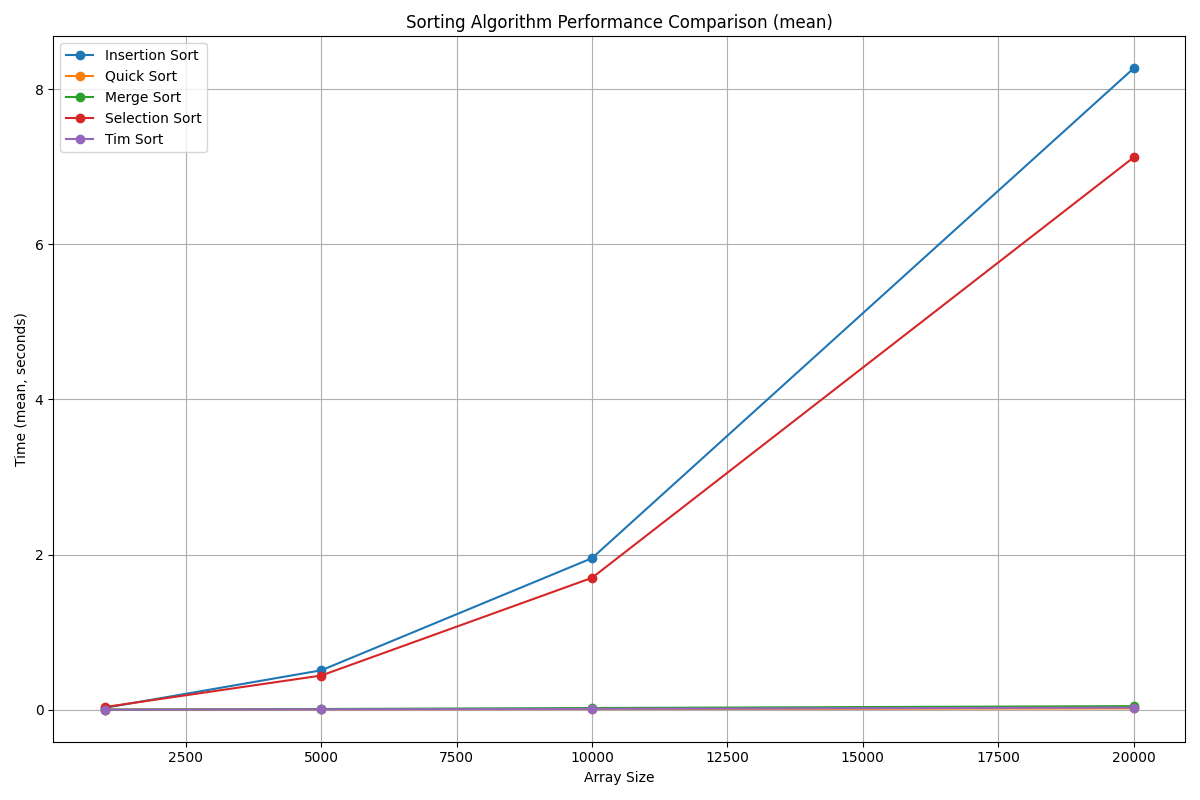 Sorting Algorithm Performance Comparison (mean)
Insertion Sort
Quick Sort
Merge Sort
Selection Sort
Tim Sort
8
6
4
2
0
Time (mean, seconds)
2500 5000 7500 10000 12500 15000 17500 20000
Array Size